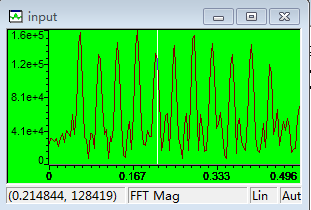 input
1.6e+5
1.2e+5
8.1e+4
4.1e+4
0
0 0.167 0.333 0.496
(0.214844, 128419) FFT Mag Lin Aut